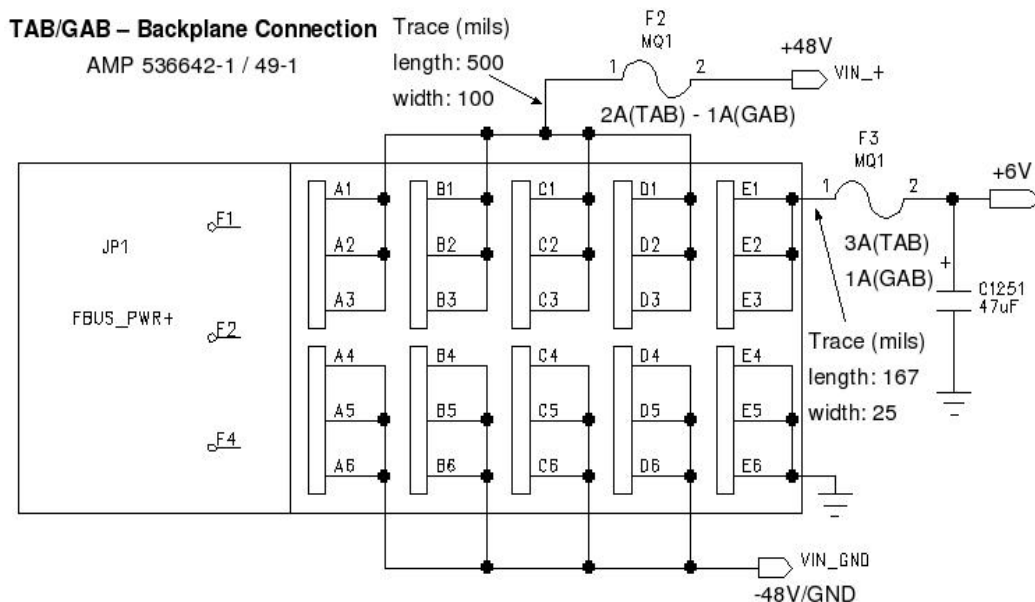 TAB/GAB – Backplane Connection
AMP 536642-1 / 49-1
Trace (mils)
length: 500
width: 100
F2
MQ1
1 2
+48V
VIN_+
2A(TAB) - 1A(GAB)
F3
MQ1
1 2
+6V
3A(TAB)
1A(GAB)
+
C1251
47uF
Trace (mils)
length: 167
width: 25
JP1
FBUS_PWR+
F1
F2
F4
A1 B1 C1 D1 E1
A2 B2 C2 D2 E2
A3 B3 C3 D3 E3
A4 B4 C4 D4 E4
A5 B5 C5 D5 E5
A6 B6 C6 D6 E6
VIN_GND
-48V/GND